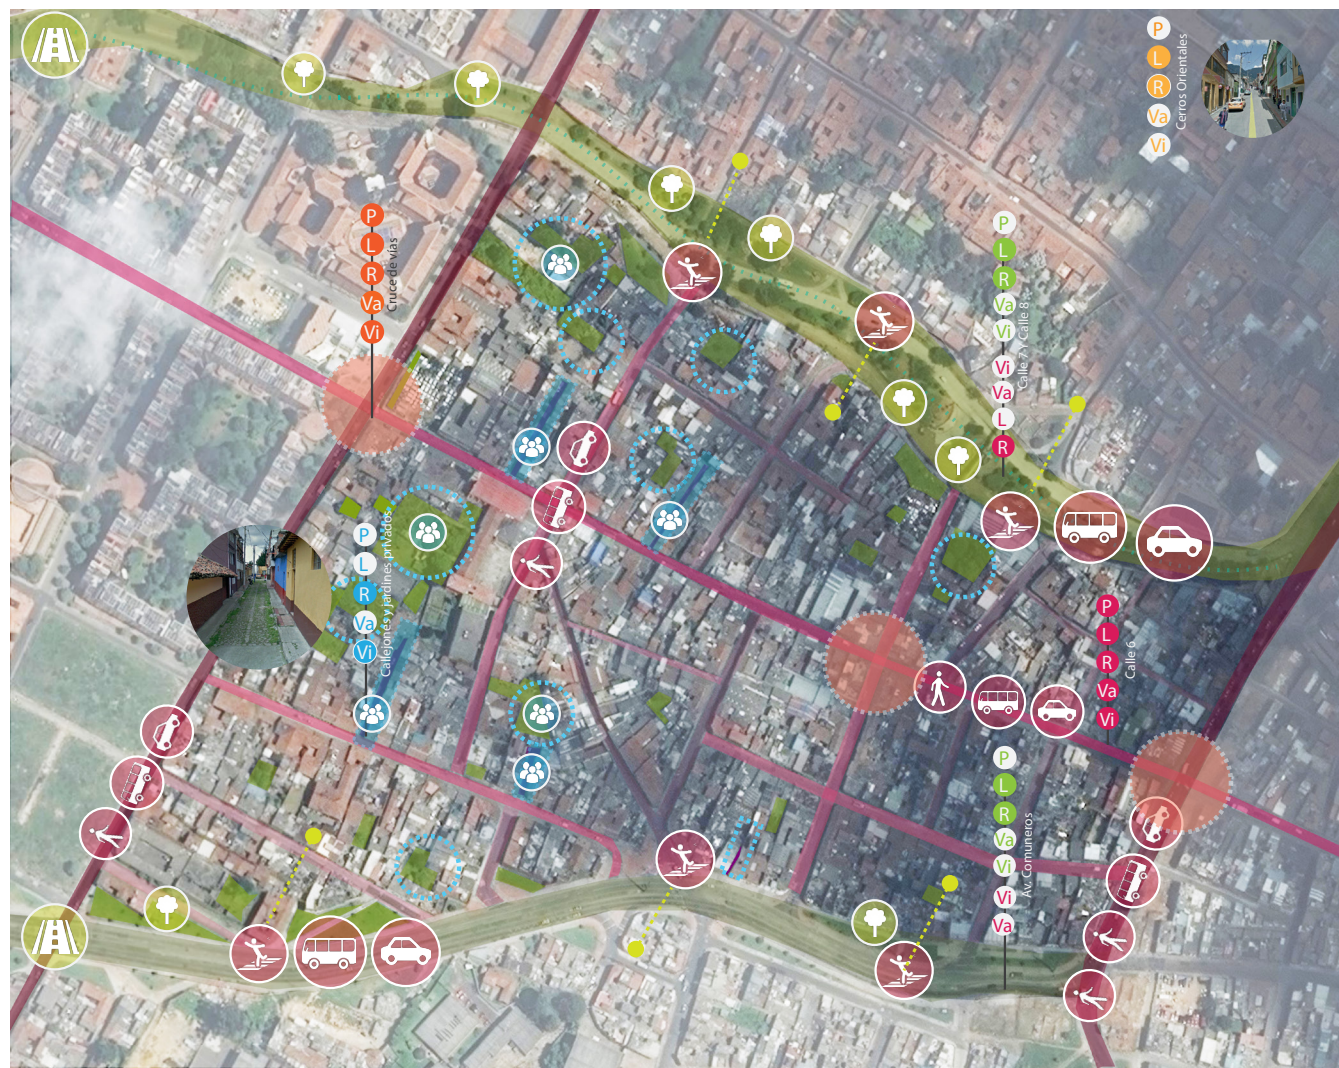 P
L
R
Va
Vi
Cerros Orientales
P
L
R
Va
Vi
Cruce de vías
P
L
R
Va
Vi
Vi
Va
L
R
Calle 7 y Calle 8
P
L
R
Va
Vi
Callejones y jardines privados
P
L
R
Va
Vi
Calle 6
P
L
R
Va
Vi
Vi
Va
Av. Comuneros